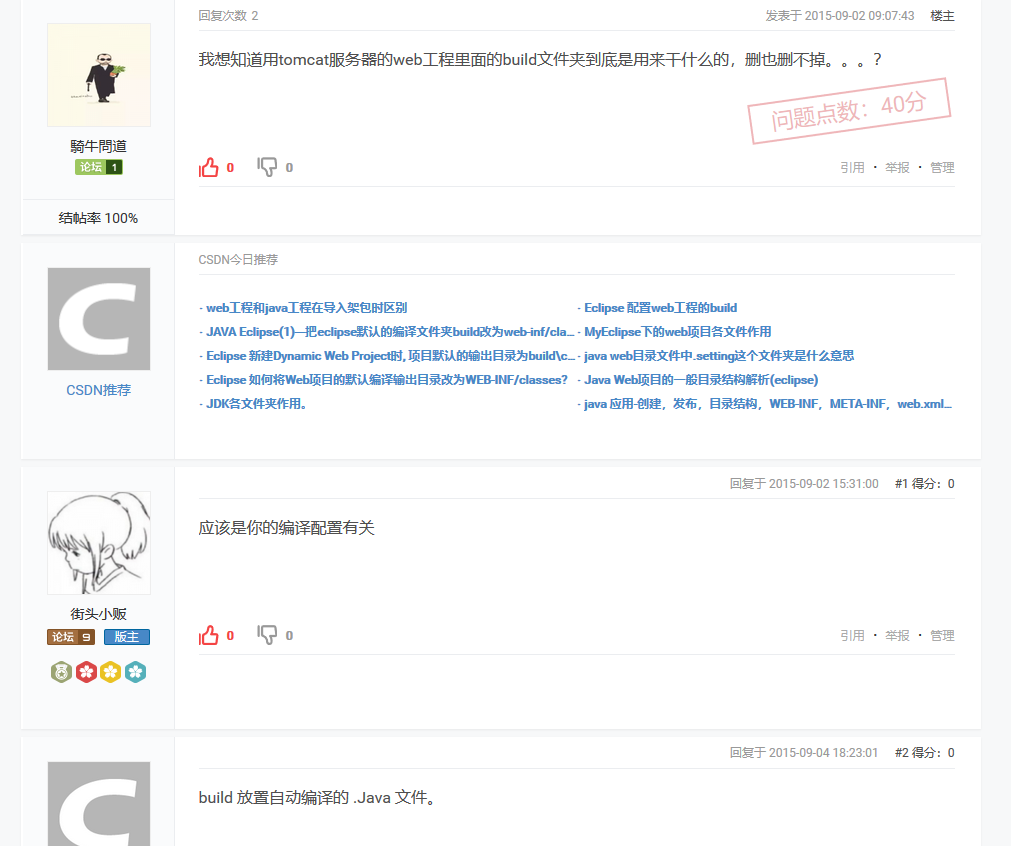 回复次数 2
发表于 2015-09-02 09:07:43 楼主
我想知道用tomcat服务器的web工程里面的build文件夹到底是用来干什么的，删也删不掉。。。？
问题点数：40分
騎牛問道
论坛 1
0 0
引用 · 举报 · 管理
结帖率 100%
CSDN今日推荐
· web工程和java工程在导入架包时区别
· Eclipse 配置web工程的build
· JAVA Eclipse(1)—把eclipse默认的编译文件夹build改为web-inf/cla...
· MyEclipse下的web项目各文件作用
· Eclipse 新建Dynamic Web Project时, 项目默认的输出目录为build\c...
· java web目录文件中.setting这个文件夹是什么意思
· Eclipse 如何将Web项目的默认编译输出目录改为WEB-INF/classes?
· Java Web项目的一般目录结构解析(eclipse)
· JDK各文件夹作用。
· java 应用-创建，发布，目录结构，WEB-INF，META-INF，web.xml...
CSDN推荐
回复于 2015-09-02 15:31:00 #1 得分：0
应该是你的编译配置有关
街头小贩
论坛 9 版主
0 0
引用 · 举报 · 管理
回复于 2015-09-04 18:23:01 #2 得分：0
build 放置自动编译的 .Java 文件。